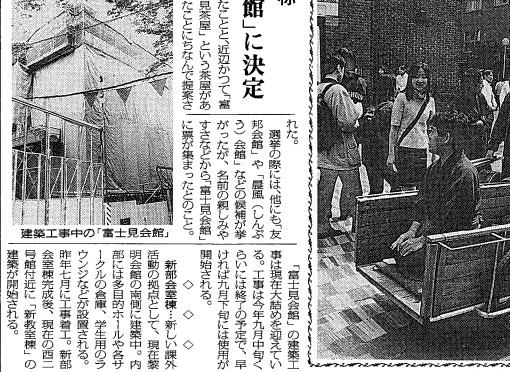 館」に決定
たことと、近辺かつて「富
見茶屋」という茶屋があ
たことにちなんで提案さ
れた。
選挙の際には、他にも、「友
邦会館」や「晨風(しんぷ
う)会館」などの候補が挙
がったが、名前の親しみや
すさなどから、「富士見会館」
に票が集まったとのこと。
建築工事中の「富士見会館」
「富士見会館」の建築工
事は現在大詰めを迎えてい
る。工事は今年九月中旬く
らいには終了の予定で、早
ければ九月下旬には使用が
開始される。
◇ ◇ ◇ ◇
新部会室棟…新しい課外
活動の拠点として、現在黎
明会館の南側に建築中。内
部には多目的ホールや各サ
ークルの倉庫、学生用のラ
ウンジなどが設置される。
昨年七月に工事着工。新部
会室棟完成後、現在の西二
号館付近に「新教室棟」の
建築が開始される。